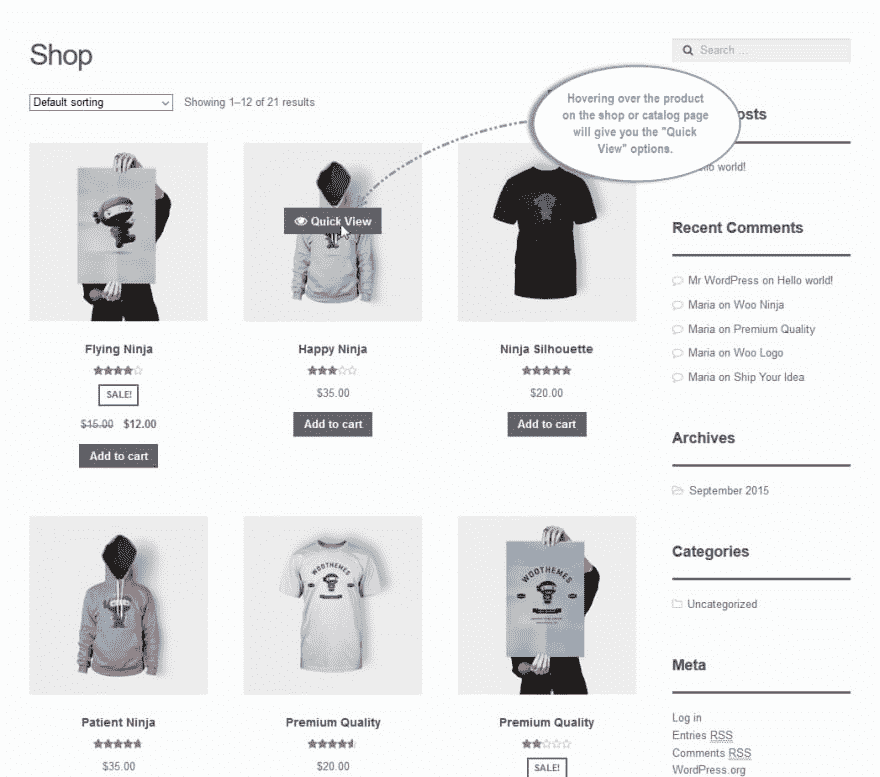 Shop
Search ...
Default sorting
Showing 1–12 of 21 results
Hovering over the product
on the shop or catalog page
will give you the "Quick
View" options.
osts
lo world!
Quick View
Flying Ninja
SALE!
$15.00 $12.00
Add to cart
Happy Ninja
$35.00
Add to cart
Ninja Silhouette
$20.00
Add to cart
Recent Comments
Mr WordPress on Hello world!
Maria on Woo Ninja
Maria on Premium Quality
Maria on Woo Logo
Maria on Ship Your Idea
Archives
September 2015
Categories
Uncategorized
Meta
Log in
Entries RSS
Comments RSS
WordPress.org
WOOTHEMES
WOOTHEMES
Patient Ninja
$35.00
Premium Quality
$20.00
Premium Quality
SALE!